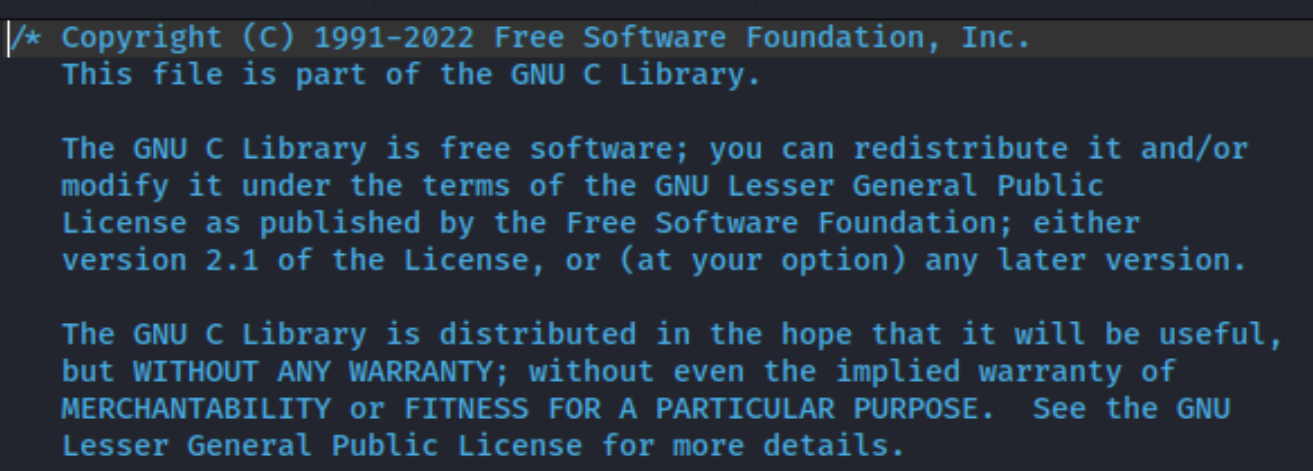 /* Copyright (C) 1991-2022 Free Software Foundation, Inc.
This file is part of the GNU C Library.
The GNU C Library is free software; you can redistribute it and/or
modify it under the terms of the GNU Lesser General Public
License as published by the Free Software Foundation; either
version 2.1 of the License, or (at your option) any later version.
The GNU C Library is distributed in the hope that it will be useful,
but WITHOUT ANY WARRANTY; without even the implied warranty of
MERCHANTABILITY or FITNESS FOR A PARTICULAR PURPOSE.  See the GNU
Lesser General Public License for more details.